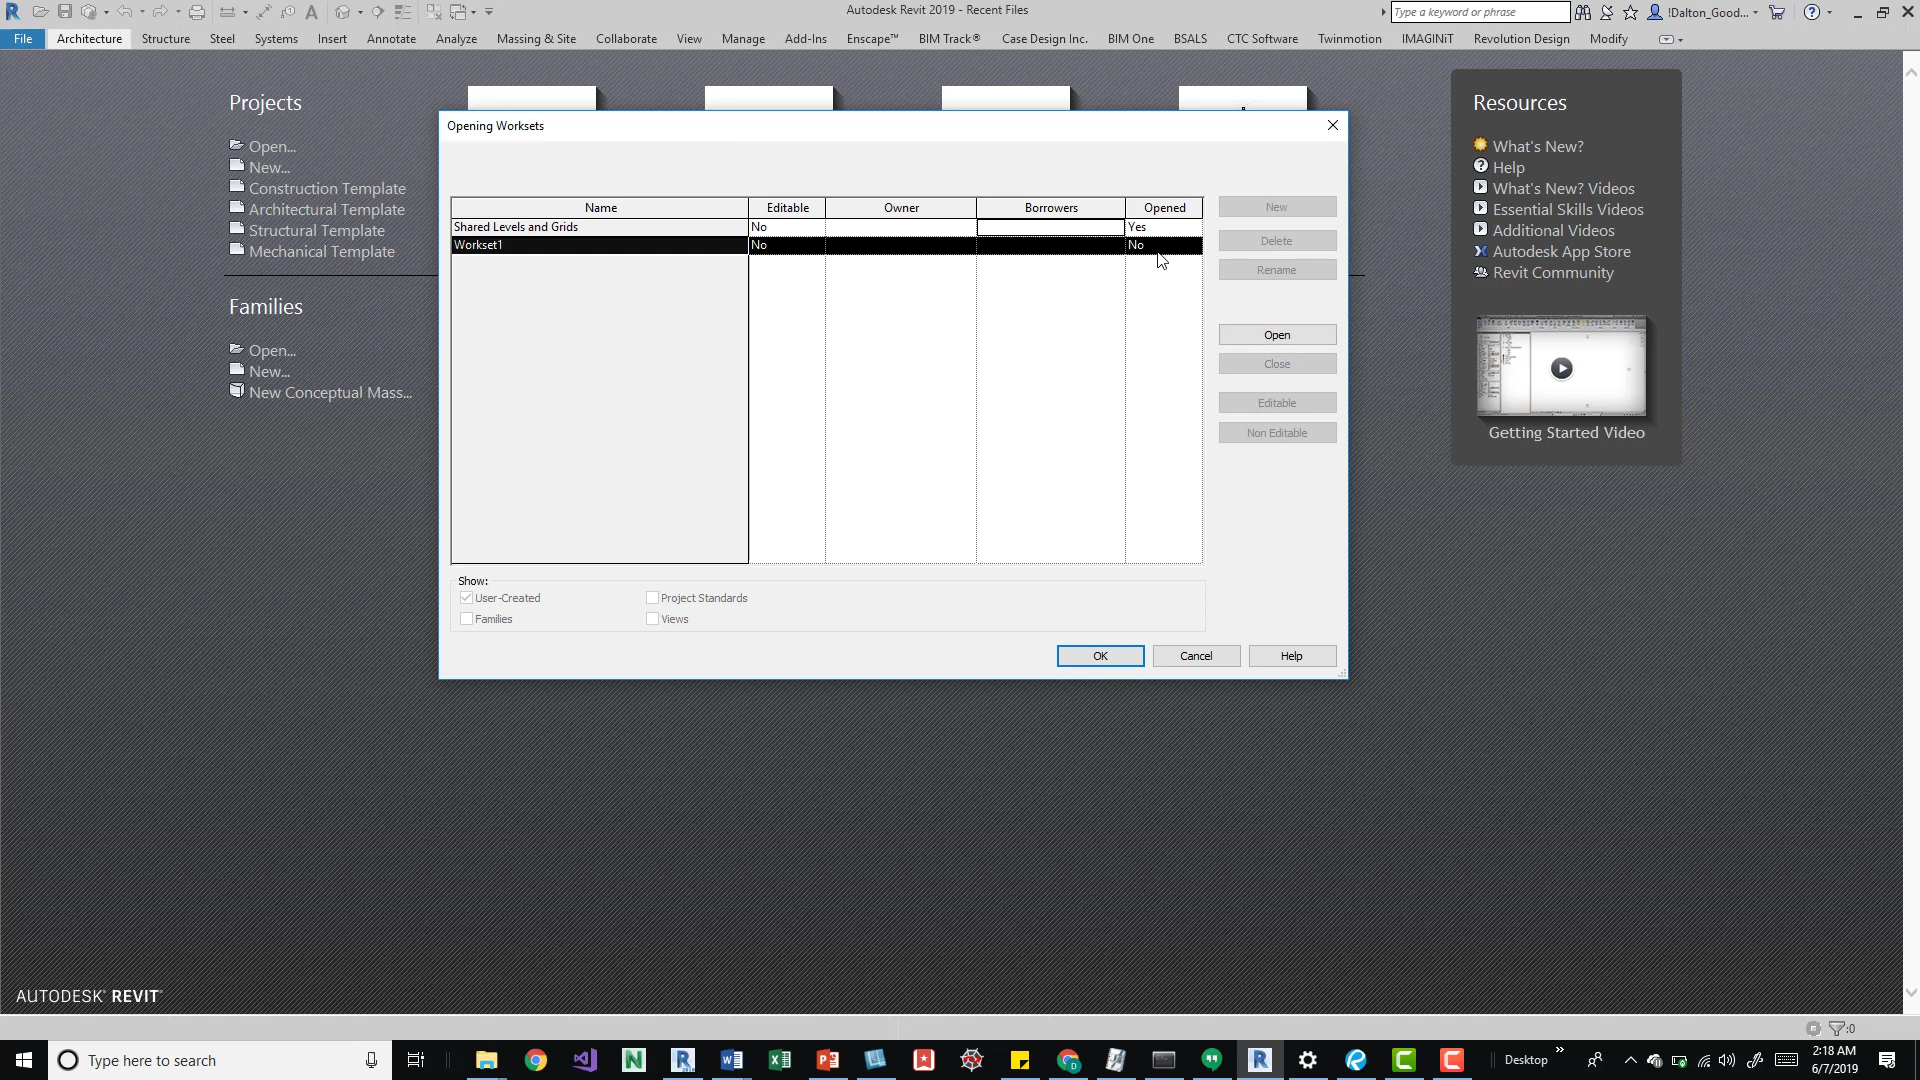 Autodesk Revit 2019 - Recent Files
Type a keyword or phrase
!Dalton_Good...
File Architecture Structure Steel Systems Insert Annotate Analyze Massing & Site Collaborate View Manage Add-Ins Enscape™ BIM Track® Case Design Inc. BIM One BSALS CTC Software Twinmotion IMAGINiT Revolution Design Modify
Projects
Open...
New...
Construction Template
Architectural Template
Structural Template
Mechanical Template
Families
Open...
New...
New Conceptual Mass...
Opening Worksets
Name Editable Owner Borrowers Opened
Shared Levels and Grids No Yes
Workset1 No No
New
Delete
Rename
Open
Close
Editable
Non Editable
Show:
User-Created Project Standards
Families Views
OK Cancel Help
Resources
What's New?
Help
What's New? Videos
Essential Skills Videos
Additional Videos
Autodesk App Store
Revit Community
Getting Started Video
AUTODESK® REVIT®
:0
Type here to search
Desktop
2:18 AM
6/7/2019